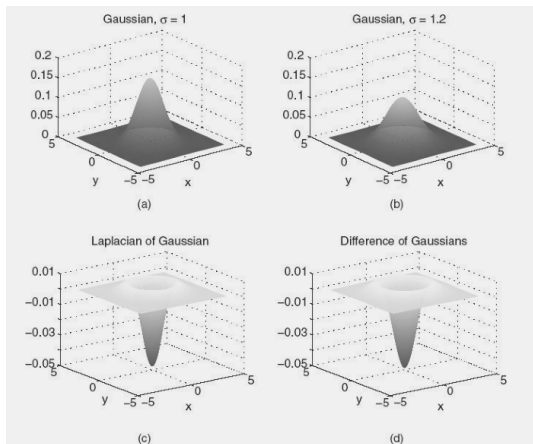 Gaussian, σ = 1
0.2
0.15
0.1
0.05
0
5
0
−5
y
−5
0
5
x
(a)
Gaussian, σ = 1.2
0.2
0.15
0.1
0.05
0
5
0
−5
y
−5
0
5
x
(b)
Laplacian of Gaussian
0.01
−0.01
−0.03
−0.05
5
0
−5
y
−5
0
5
x
(c)
Difference of Gaussians
0.01
−0.01
−0.03
−0.05
5
0
−5
y
−5
0
5
x
(d)